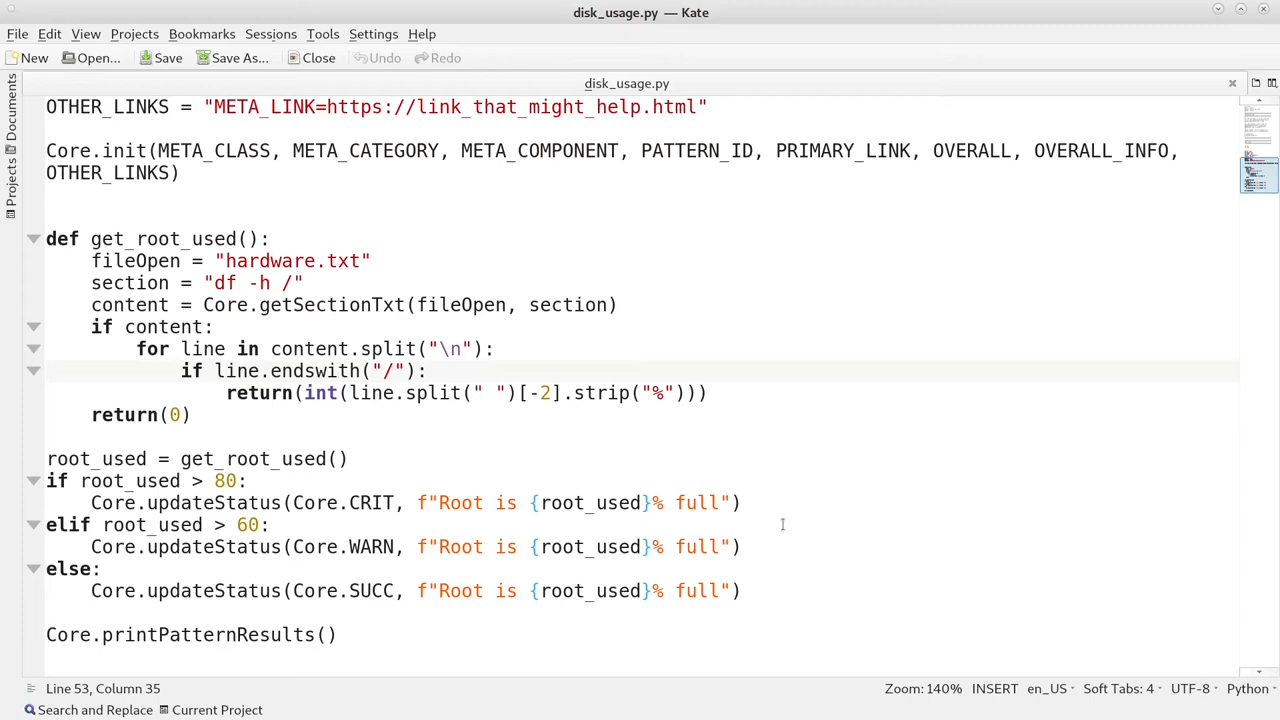 disk_usage.py — Kate
File Edit View Projects Bookmarks Sessions Tools Settings Help
New Open... Save Save As... Close Undo Redo
disk_usage.py
Documents
Projects
OTHER_LINKS = "META_LINK=https://link_that_might_help.html"
Core.init(META_CLASS, META_CATEGORY, META_COMPONENT, PATTERN_ID, PRIMARY_LINK, OVERALL, OVERALL_INFO,
OTHER_LINKS)
def get_root_used():
    fileOpen = "hardware.txt"
    section = "df -h /"
    content = Core.getSectionTxt(fileOpen, section)
    if content:
        for line in content.split("\n"):
            if line.endswith("/"):
                return(int(line.split(" ")[-2].strip("%")))
    return(0)
root_used = get_root_used()
if root_used > 80:
    Core.updateStatus(Core.CRIT, f"Root is {root_used}% full")
elif root_used > 60:
    Core.updateStatus(Core.WARN, f"Root is {root_used}% full")
else:
    Core.updateStatus(Core.SUCC, f"Root is {root_used}% full")
Core.printPatternResults()
Line 53, Column 35 Zoom: 140% INSERT en_US Soft Tabs: 4 UTF-8 Python
Search and Replace Current Project